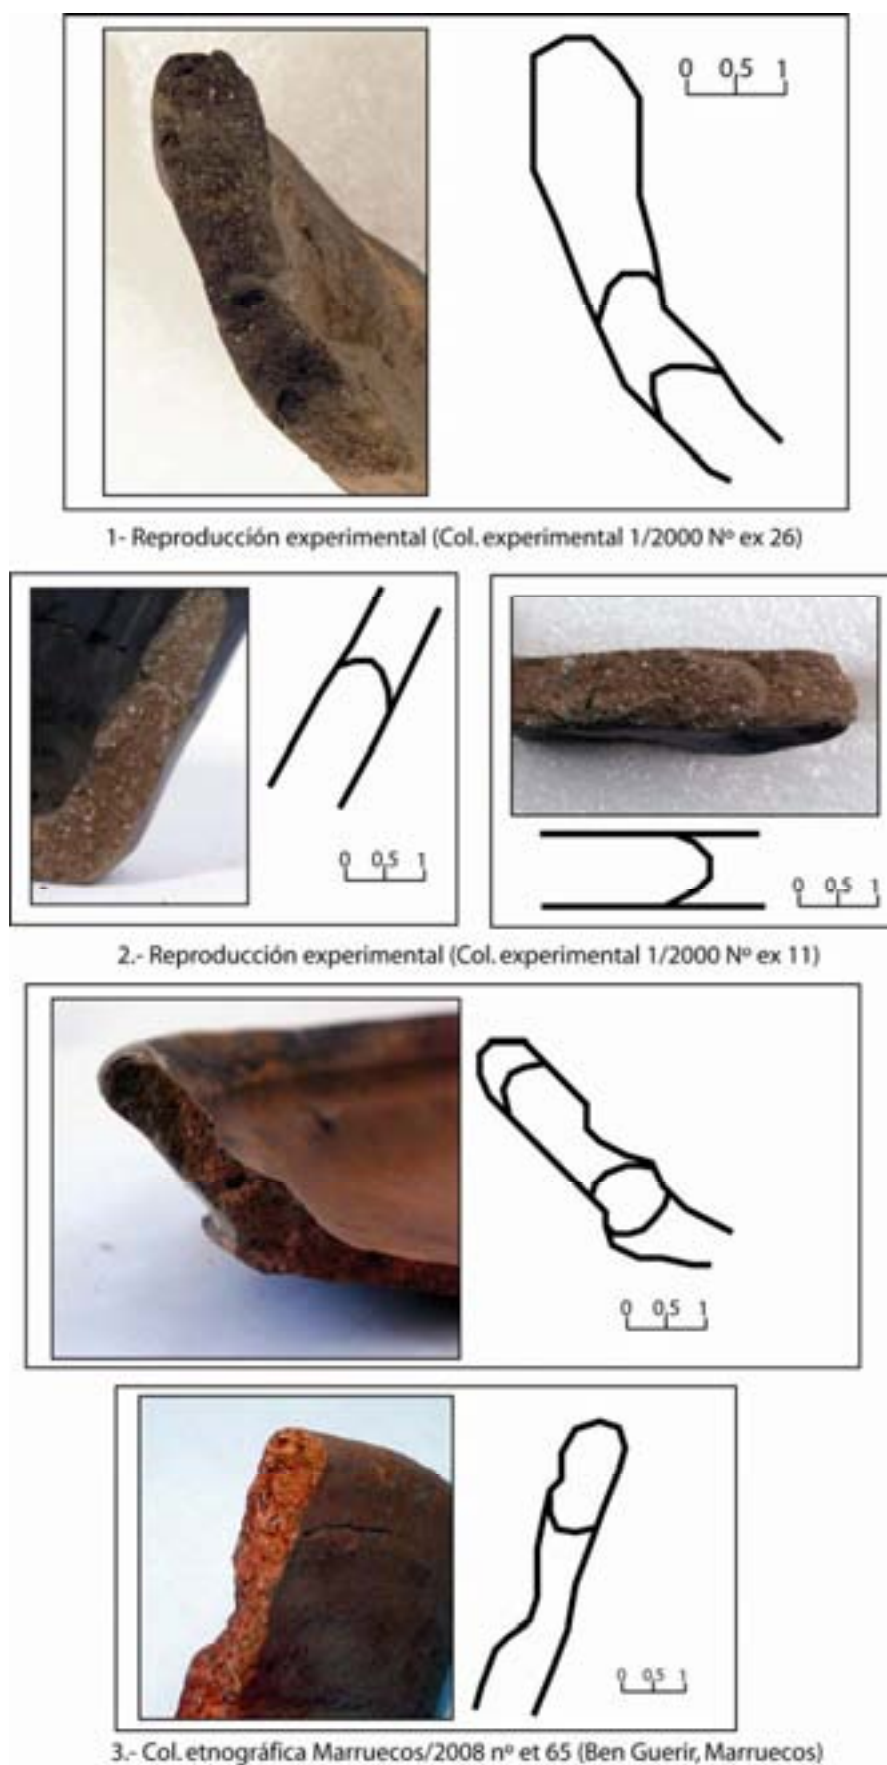 0 0,5 1
1- Reproducción experimental (Col. experimental 1/2000 Nº ex 26)
0 0,5 1
0 0,5 1
2.- Reproducción experimental (Col. experimental 1/2000 Nº ex 11)
0 0,5 1
0 0,5 1
3.- Col. etnográfica Marruecos/2008 nº et 65 (Ben Guerir, Marruecos)